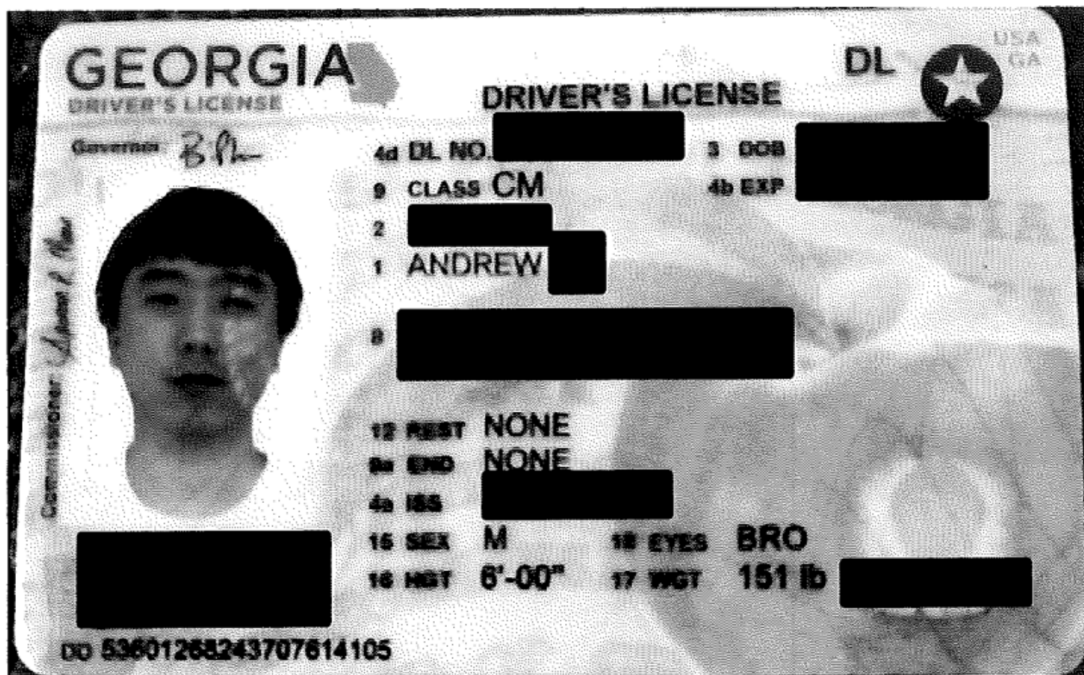 GEORGIA
DRIVER'S LICENSE
USA
GA
DL
DRIVER'S LICENSE
Governor
4d DL NO.
3 DOB
9 CLASS CM
4b EXP
2
1 ANDREW
8
Commissioner
12 REST NONE
9a END NONE
4a ISS
15 SEX M 18 EYES BRO
16 HGT 6'-00" 17 WGT 151 lb
DD 53601268243707614105